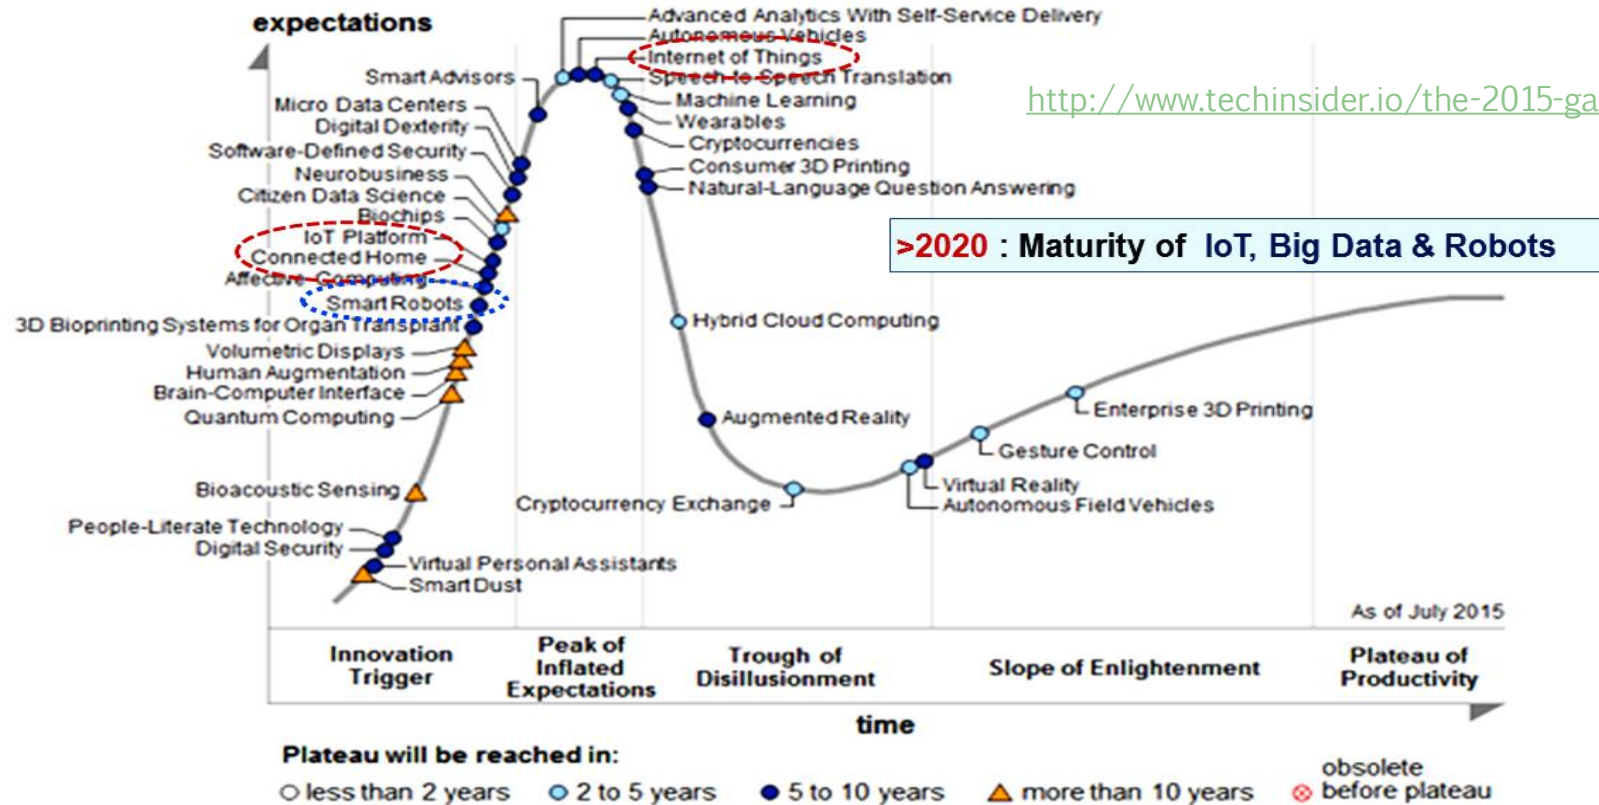 expectations
Advanced Analytics With Self-Service Delivery
Autonomous Vehicles
Internet of Things
Speech-to-Speech Translation
Machine Learning
Wearables
Cryptocurrencies
Consumer 3D Printing
Natural-Language Question Answering
http://www.techinsider.io/the-2015-ga
Smart Advisors
Micro Data Centers
Digital Dexterity
Software-Defined Security
Neurobusiness
Citizen Data Science
Biochips
IoT Platform
Connected Home
Affective Computing
Smart Robots
3D Bioprinting Systems for Organ Transplant
Volumetric Displays
Human Augmentation
Brain-Computer Interface
Quantum Computing
Bioacoustic Sensing
People-Literate Technology
Digital Security
Virtual Personal Assistants
Smart Dust
>2020 : Maturity of IoT, Big Data & Robots
Hybrid Cloud Computing
Augmented Reality
Cryptocurrency Exchange
Enterprise 3D Printing
Gesture Control
Virtual Reality
Autonomous Field Vehicles
As of July 2015
Innovation
Trigger
Peak of
Inflated
Expectations
Trough of
Disillusionment
Slope of Enlightenment
Plateau of
Productivity
time
Plateau will be reached in:
less than 2 years
2 to 5 years
5 to 10 years
more than 10 years
obsolete
before plateau